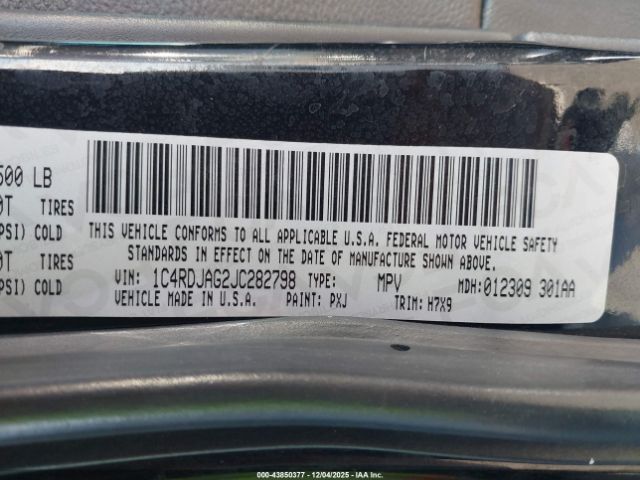 500 LB
TIRES
PSI) COLD
TIRES
PSI) COLD
THIS VEHICLE CONFORMS TO ALL APPLICABLE U.S.A. FEDERAL MOTOR VEHICLE SAFETY
STANDARDS IN EFFECT ON THE DATE OF MANUFACTURE SHOWN ABOVE.
VIN: 1C4RDJAG2JC282798 TYPE: MPV MDH: 012309 301AA
VEHICLE MADE IN U.S.A. PAINT: PXJ TRIM: H7X9
000-43850377 - 12/04/2025 - IAA Inc.